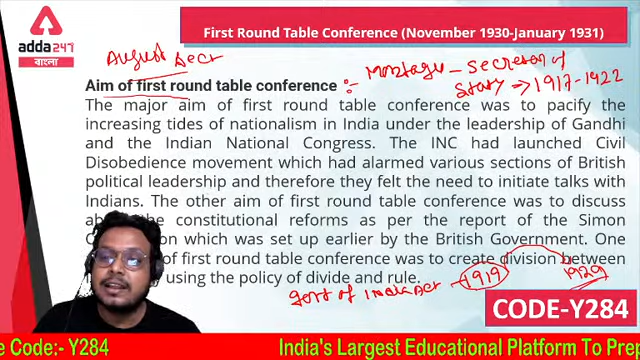 First Round Table Conference (November 1930-January 1931)
adda247
বাংলা
August Decr
Montagu - Secretary of
State → 1917-1922
Aim of first round table conference :-
The major aim of first round table conference was to pacify the
increasing tides of nationalism in India under the leadership of Gandhi
and the Indian National Congress. The INC had launched Civil
Disobedience movement which had alarmed various sections of British
political leadership and therefore they felt the need to initiate talks with
Indians. The other aim of first round table conference was to discuss
the constitutional reforms as per the report of the Simon
which was set up earlier by the British Government. One
of first round table conference was to create division between
using the policy of divide and rule.
Govt of India Act - 1919
1929
CODE-Y284
e Code:- Y284
India's Largest Educational Platform To Prep